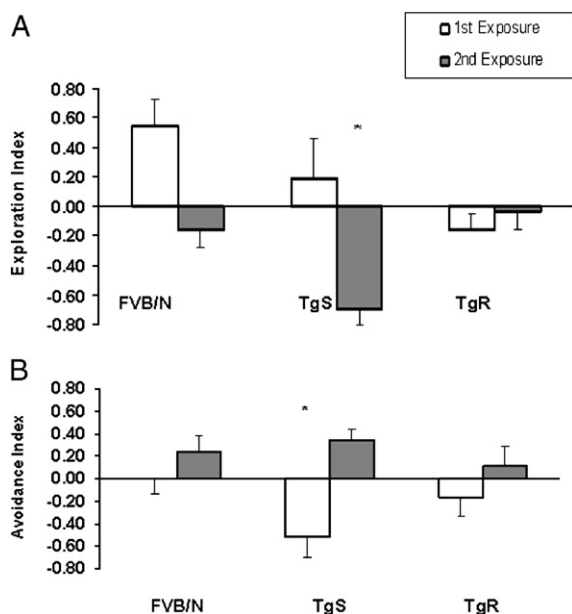 A
1st Exposure
2nd Exposure
Exploration Index
0.80
0.60
0.40
0.20
0.00
-0.20
-0.40
-0.60
-0.80
*
FVB/N TgS TgR
B
Avoidance Index
0.80
0.60
0.40
0.20
0.00
-0.20
-0.40
-0.60
-0.80
*
FVB/N TgS TgR